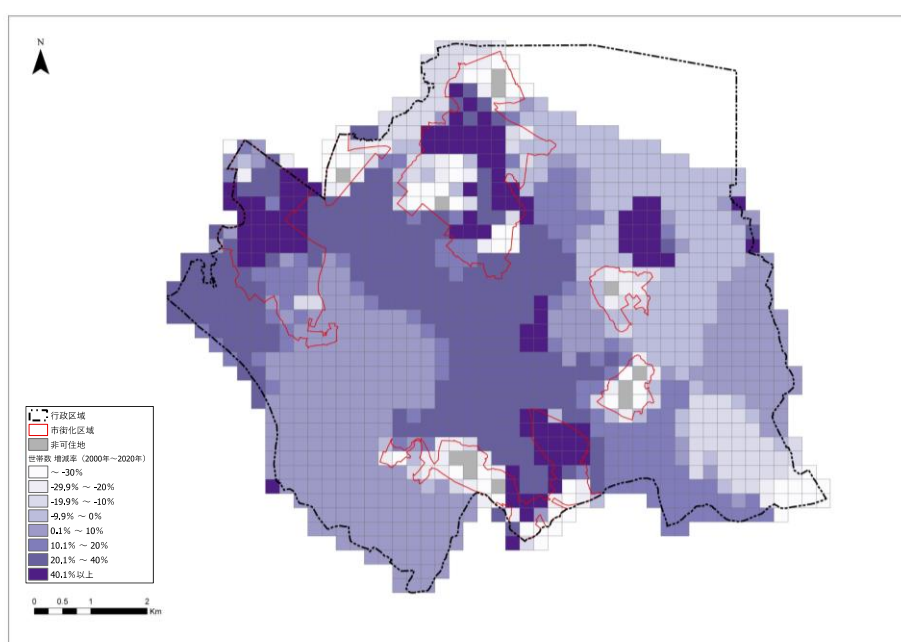 N
行政区域
市街化区域
非可住地
世帯数 増減率（2000年～2020年）
～ -30%
-29.9% ～ -20%
-19.9% ～ -10%
-9.9% ～ 0%
0.1% ～ 10%
10.1% ～ 20%
20.1% ～ 40%
40.1%以上
0 0.5 1 2
Km